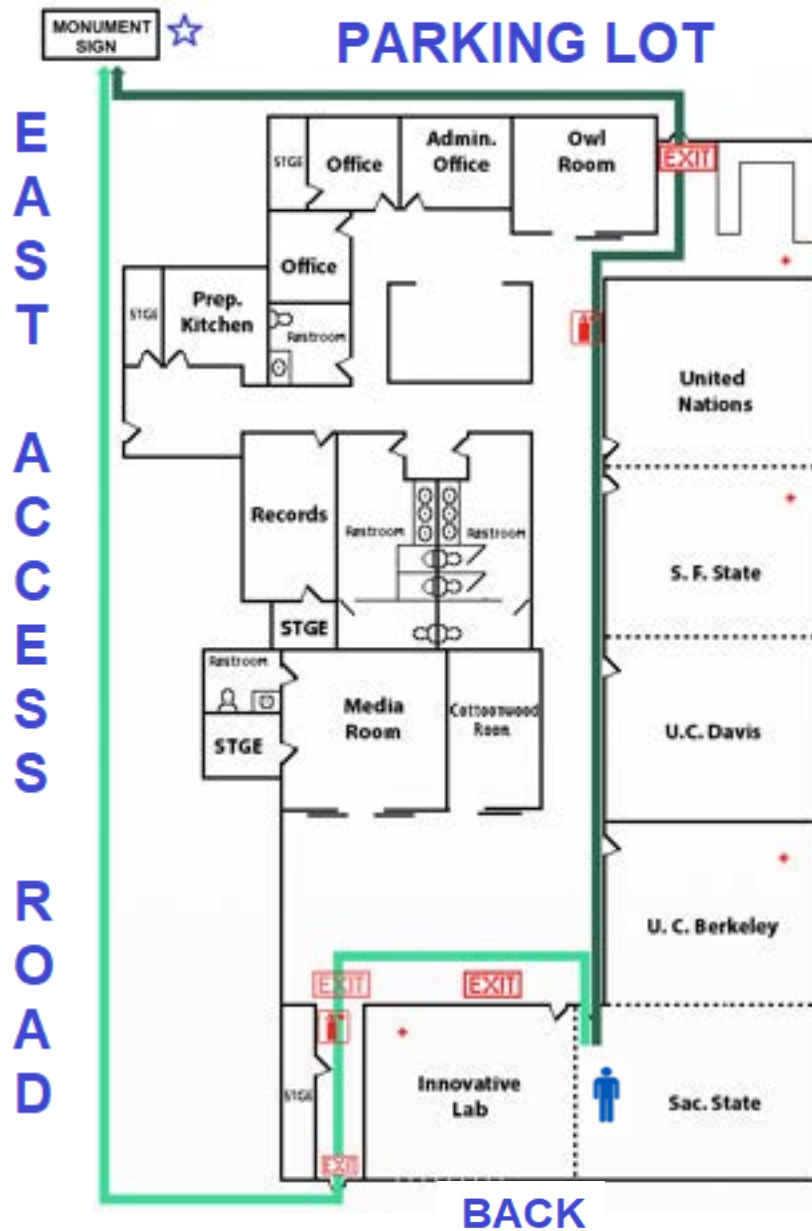 MONUMENT
SIGN
PARKING LOT
EAST ACCESS ROAD
STGE
Office
Admin.
Office
Owl
Room
EXIT
Office
STGE
Prep.
Kitchen
Restroom
United
Nations
Records
Restroom
Restroom
S. F. State
STGE
Restroom
STGE
Media
Room
Cottonwood
Room
U.C. Davis
U. C. Berkeley
EXIT
EXIT
STGE
Innovative
Lab
Sac. State
EXIT
BACK